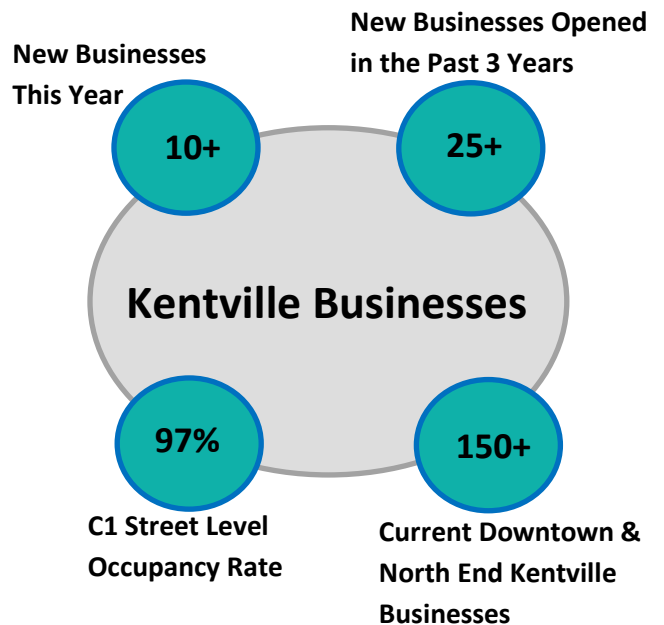 New Businesses
This Year
10+
New Businesses Opened
in the Past 3 Years
25+
Kentville Businesses
97%
C1 Street Level
Occupancy Rate
150+
Current Downtown &
North End Kentville
Businesses